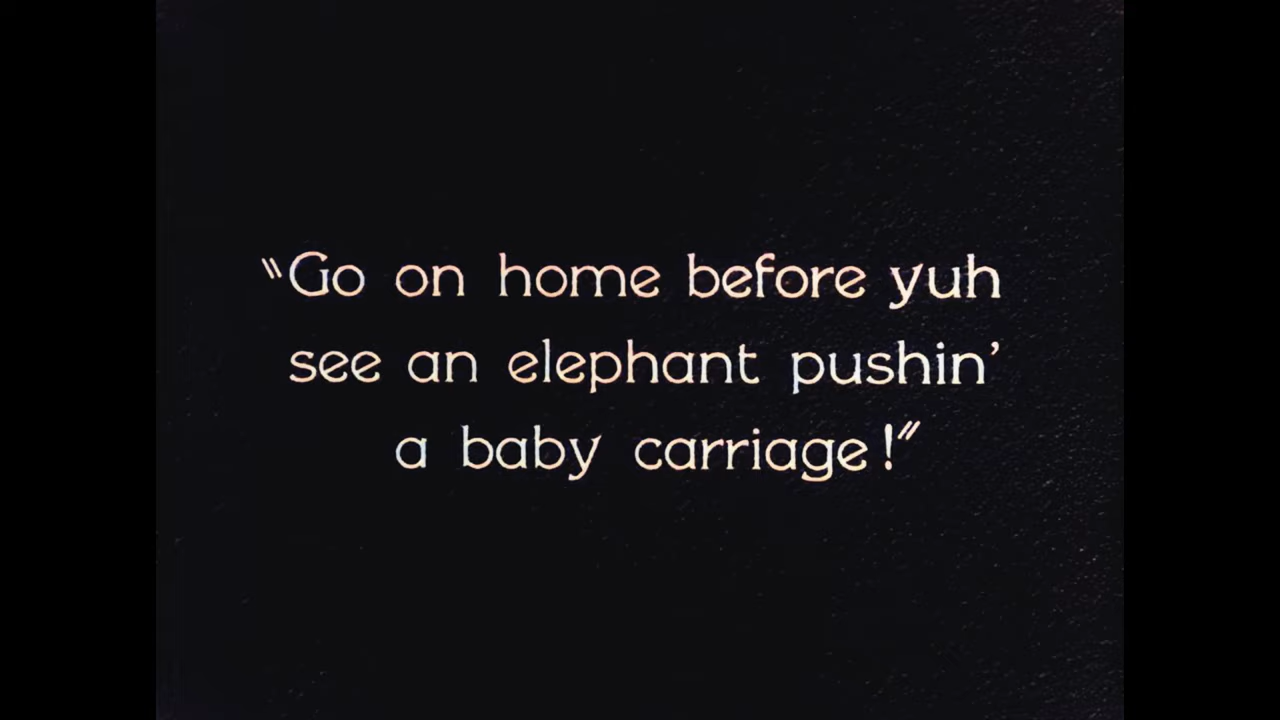 “Go on home before yuh
see an elephant pushin’
a baby carriage!”